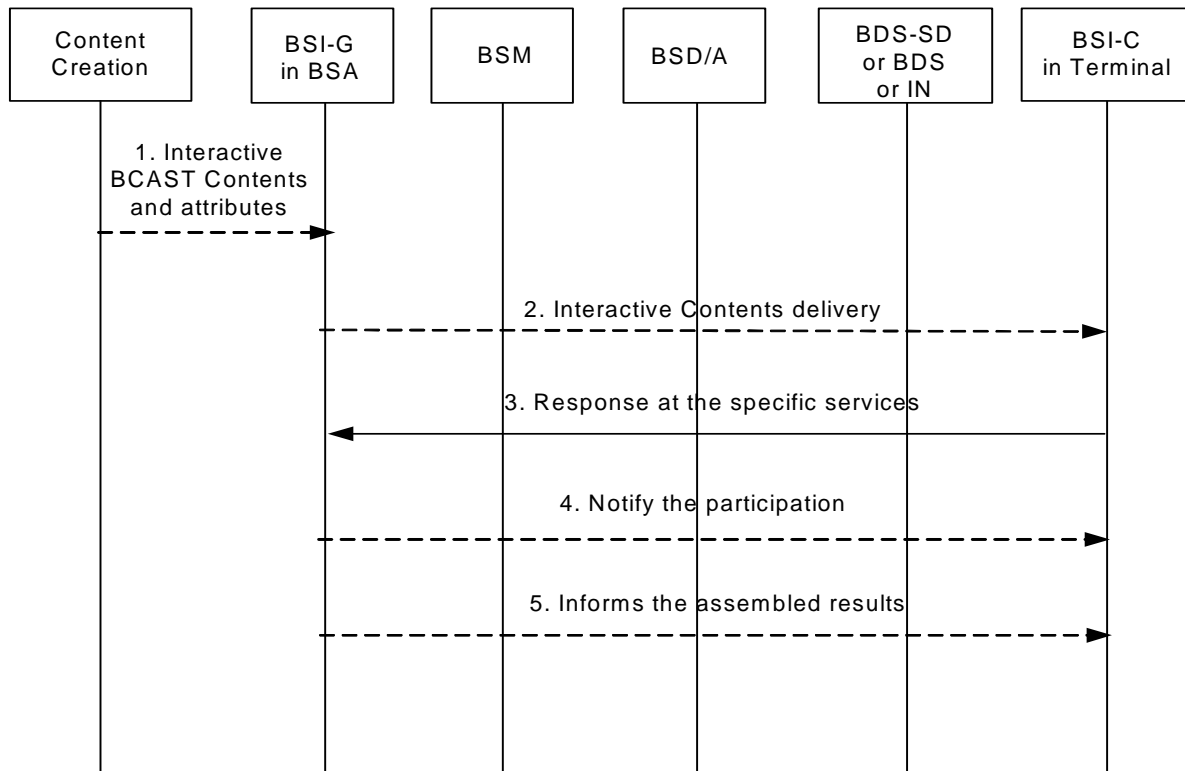 Content
Creation
BSI-G
in BSA
BSM
BSD/A
BDS-SD
or BDS
or IN
BSI-C
in Terminal
1. Interactive
BCAST Contents
and attributes
2. Interactive Contents delivery
3. Response at the specific services
4. Notify the participation
5. Informs the assembled results